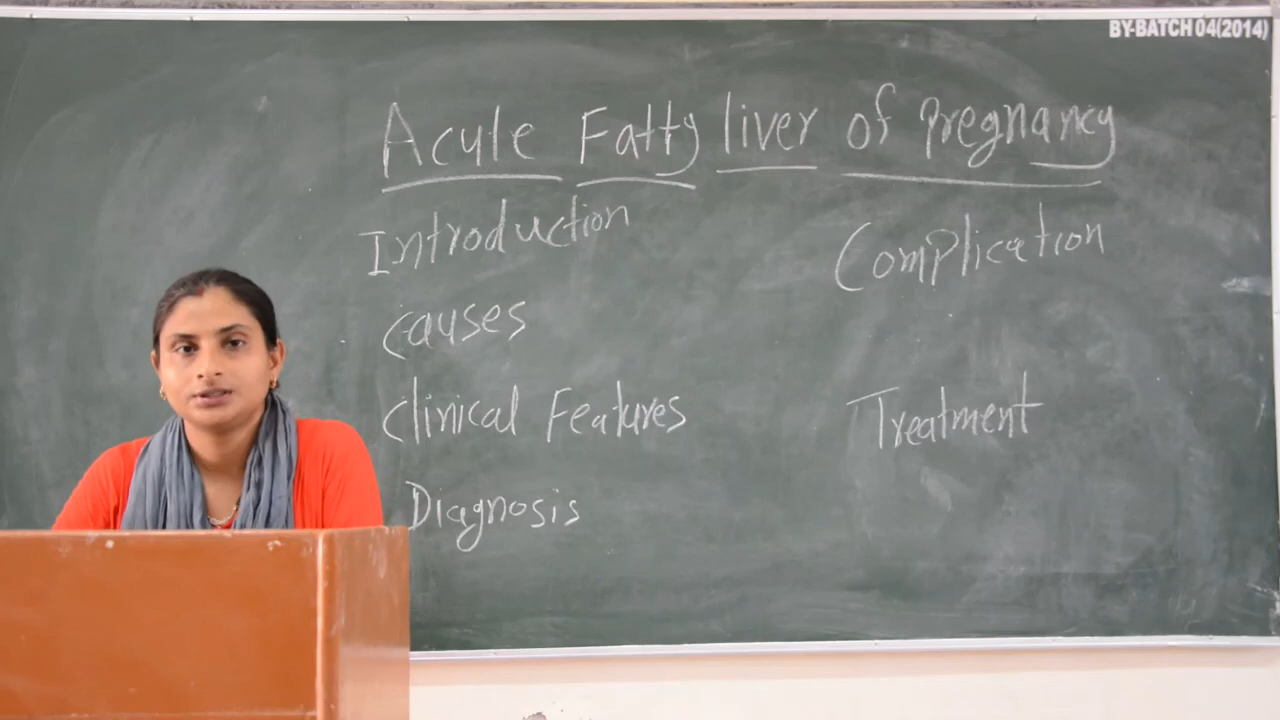 BY-BATCH 04(2014)
Acute Fatty liver of Pregnancy
Introduction
Causes
Clinical Features
Diagnosis
Complication
Treatment